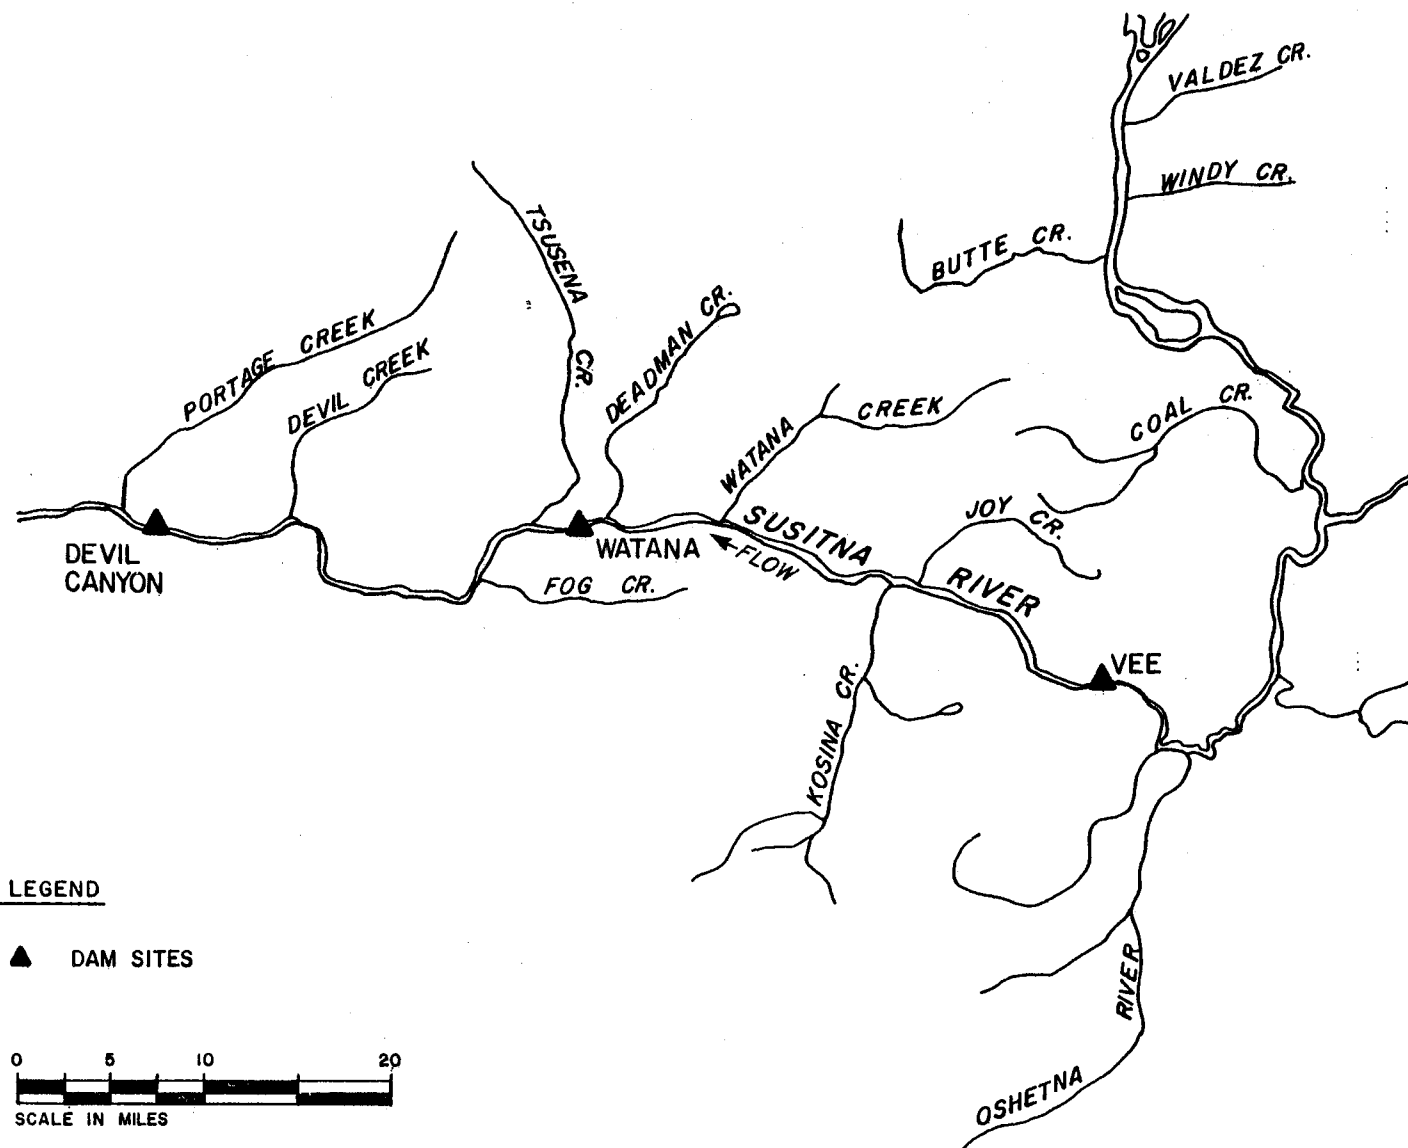 VALDEZ CR.
WINDY CR.
BUTTE CR.
TSUSENA CR.
PORTAGE CREEK
DEVIL CREEK
DEADMAN CR.
WATANA CREEK
COAL CR.
JOY CR.
SUSITNA RIVER
FLOW
DEVIL
CANYON
WATANA
FOG CR.
VEE
KOSINA CR.
OSHETNA RIVER
LEGEND
DAM SITES
0 5 10 20
SCALE IN MILES